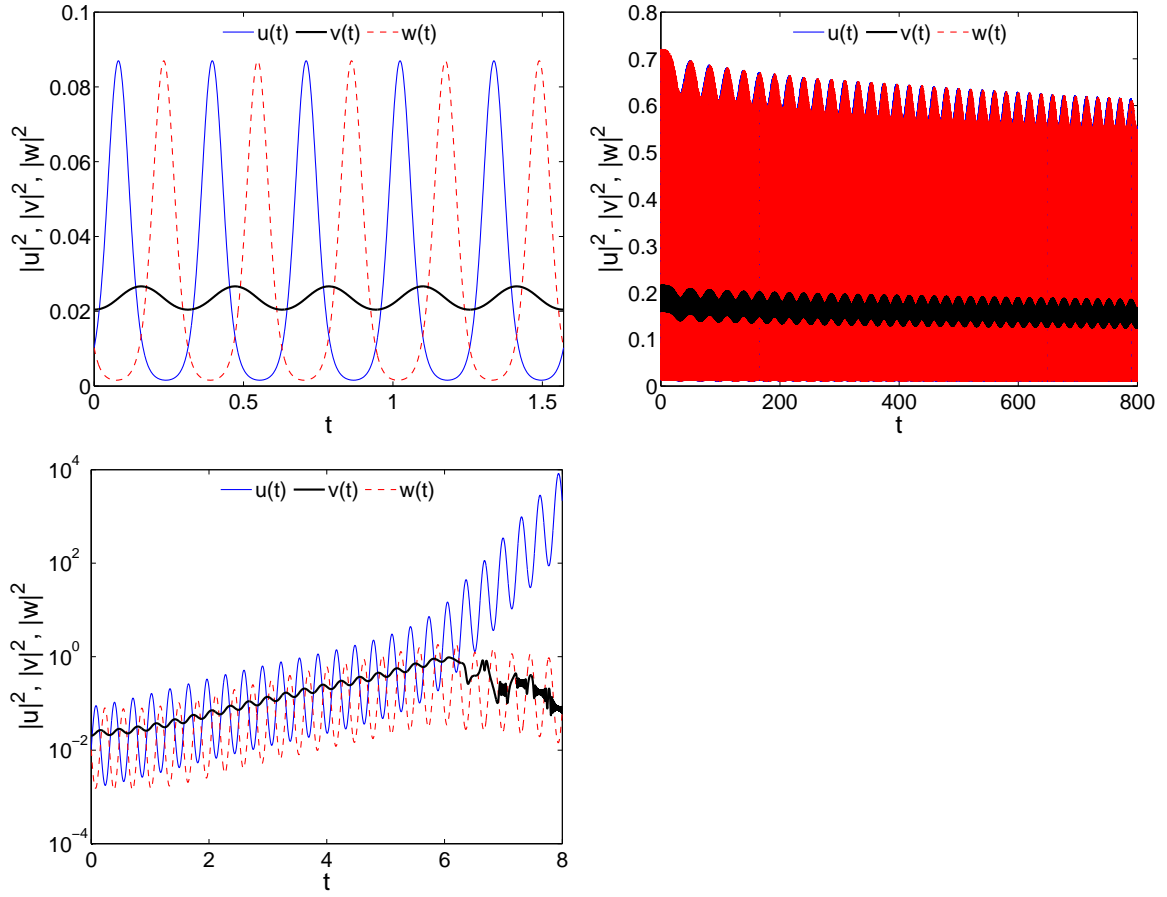 0.1
u(t) v(t) w(t)
0.08
0.06
0.04
0.02
0
|u|², |v|², |w|²
0 0.5 1 1.5
t
0.8
u(t) v(t) w(t)
0.7
0.6
0.5
0.4
0.3
0.2
0.1
0
|u|², |v|², |w|²
0 200 400 600 800
t
10⁴
u(t) v(t) w(t)
10²
10⁰
10⁻²
10⁻⁴
|u|², |v|², |w|²
0 2 4 6 8
t